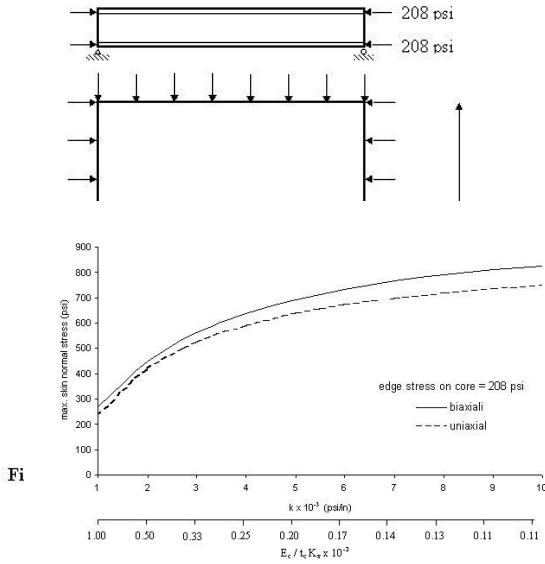 208 psi
208 psi
900
800
700
600
500
400
300
200
100
0
max. skin normal stress (psi)
edge stress on core = 208 psi
biaxiali
uniaxial
Fi
1 2 3 4 5 6 7 8 9 10
k x 10⁻³ (psi/in)
1.00 0.50 0.33 0.25 0.20 0.17 0.14 0.13 0.11 0.11